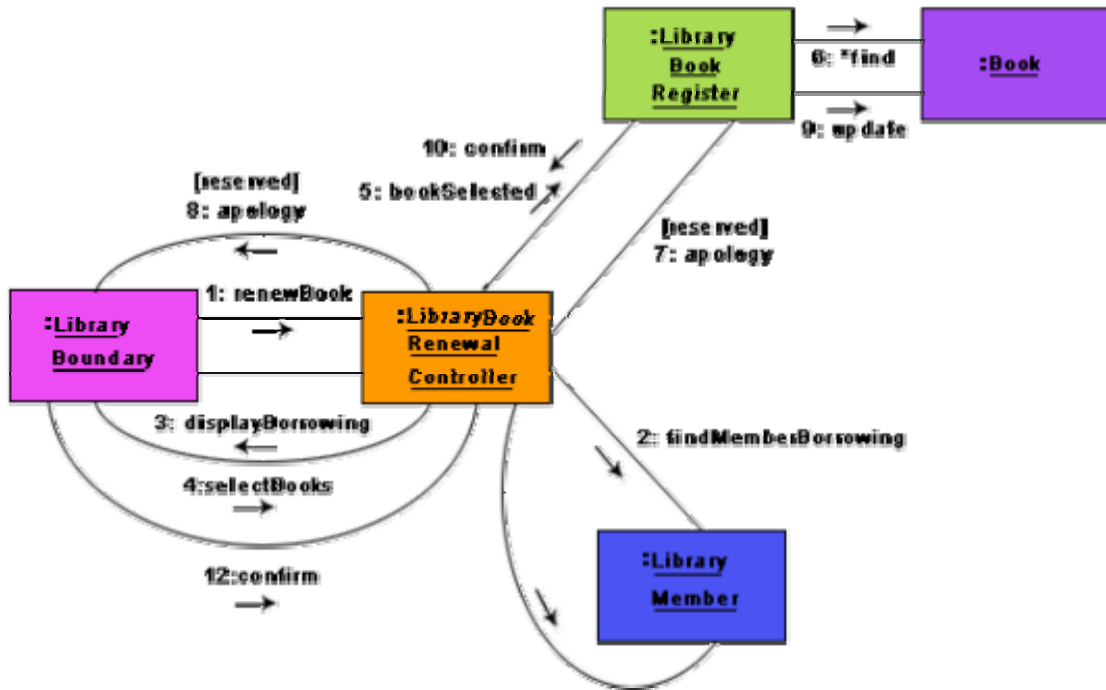 :Library
Book
Register
6: *find
9: update
:Book
10: confirm
5: bookSelected
[reserved]
8: apology
[reserved]
7: apology
1: renewBook
:Library
Boundary
:LibraryBook
Renewal
Controller
3: displayBorrowing
4:selectBooks
12:confirm
2: findMemberBorrowing
:Library
Member